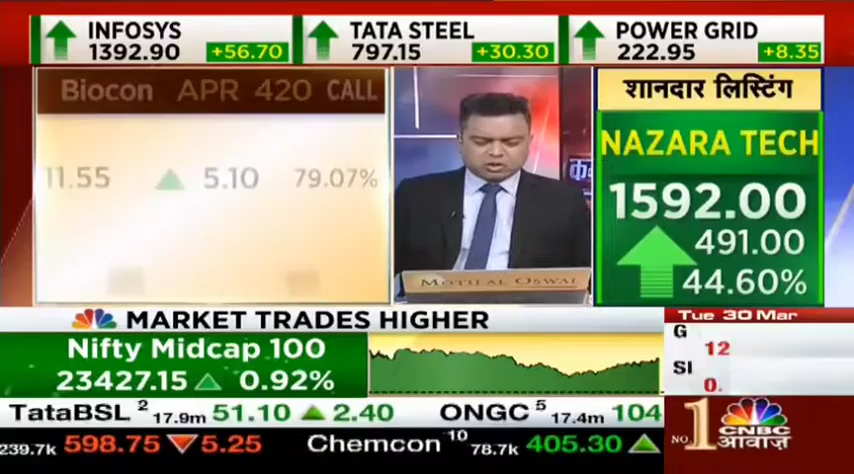 INFOSYS
1392.90 +56.70
TATA STEEL
797.15 +30.30
POWER GRID
222.95 +8.35
Biocon APR 420 CALL
11.55 5.10 79.07%
MOTILAL OSWAL
शानदार लिस्टिंग
NAZARA TECH
1592.00
491.00
44.60%
MARKET TRADES HIGHER
Nifty Midcap 100
23427.15 0.92%
Tue 30 Mar
G
12
SI
0.
TataBSL 2 17.9m 51.10 2.40 ONGC 5 17.4m 104
239.7k 598.75 5.25 Chemcon 10 78.7k 405.30
NO. 1
CNBC
आवाज़